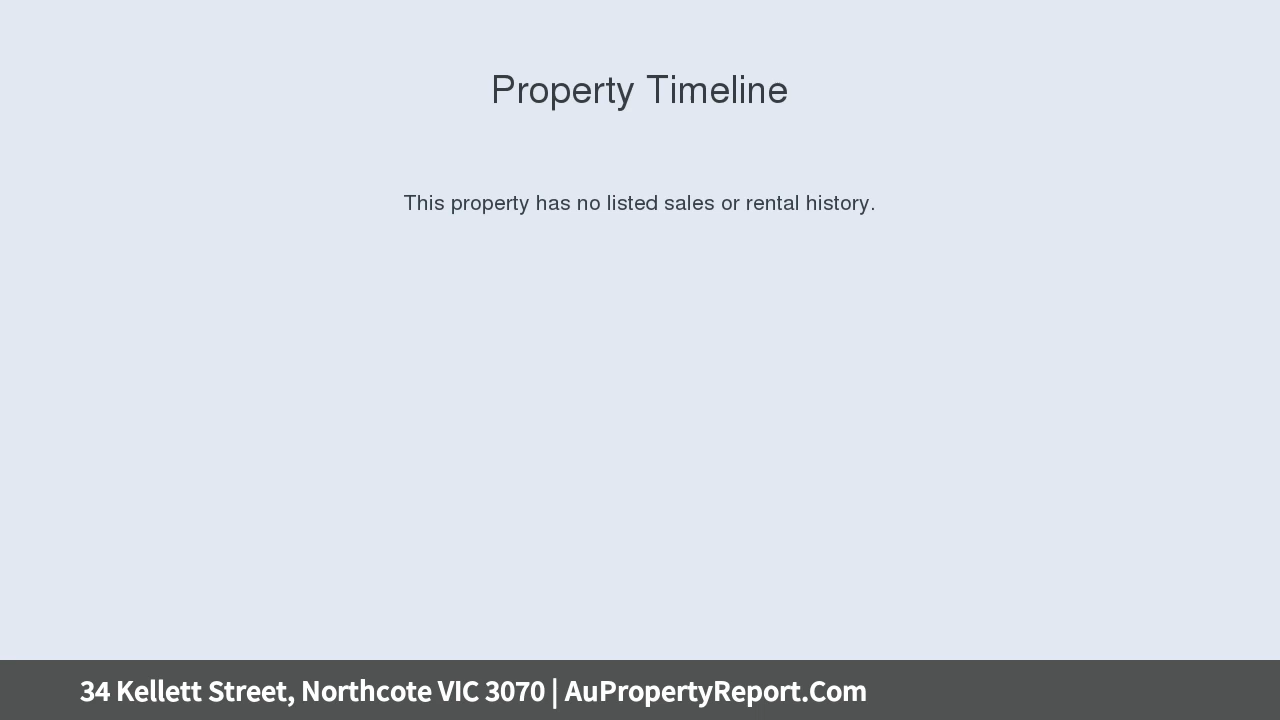 Property Timeline
This property has no listed sales or rental history.
34 Kellett Street, Northcote VIC 3070 | AuPropertyReport.Com